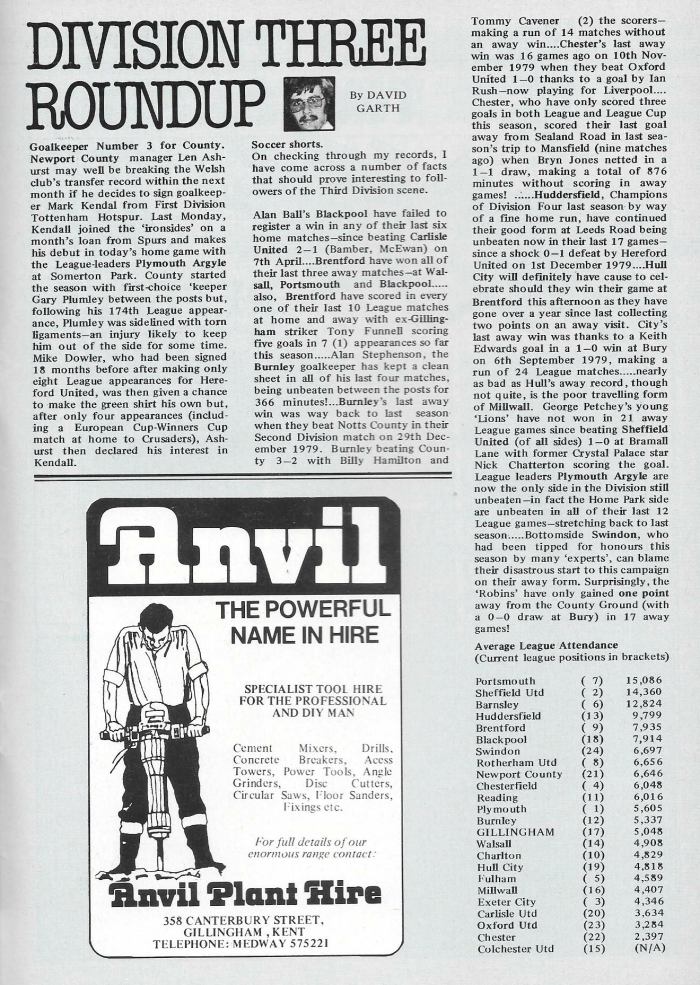 DIVISION THREE
ROUNDUP
By DAVID
GARTH
Goalkeeper Number 3 for County.
Newport County manager Len Ash-
urst may well be breaking the Welsh
club's transfer record within the next
month if he decides to sign goalkeep-
er Mark Kendal from First Division
Tottenham Hotspur. Last Monday,
Kendall joined the 'ironsides' on a
month's loan from Spurs and makes
his debut in today's home game with
the League-leaders Plymouth Argyle
at Somerton Park. County started
the season with first-choice 'keeper
Gary Plumley between the posts but,
following his 174th League appear-
ance, Plumley was sidelined with torn
ligaments—an injury likely to keep
him out of the side for some time.
Mike Dowler, who had been signed
18 months before after making only
eight League appearances for Here-
ford United, was then given a chance
to make the green shirt his own but,
after only four appearances (includ-
ing a European Cup-Winners Cup
match at home to Crusaders), Ash-
urst then declared his interest in
Kendall.
Soccer shorts.
On checking through my records, I
have come across a number of facts
that should prove interesting to foll-
owers of the Third Division scene.
Alan Ball's Blackpool have failed to
register a win in any of their last six
home matches—since beating Carlisle
United 2—1 (Bamber, McEwan) on
7th April....Brentford have won all of
their last three away matches—at Wal-
sall, Portsmouth and Blackpool.....
also, Brentford have scored in every
one of their last 10 League matches
at home and away with ex-Gilling-
ham striker Tony Funnell scoring
five goals in 7 (1) appearances so far
this season.....Alan Stephenson, the
Burnley goalkeeper has kept a clean
sheet in all of his last four matches,
being unbeaten between the posts for
366 minutes!...Burnley's last away
win was way back to last season
when they beat Notts County in their
Second Division match on 29th Dec-
ember 1979. Burnley beating Coun-
ty 3—2 with Billy Hamilton and
Tommy Cavener (2) the scorers—
making a run of 14 matches without
an away win....Chester's last away
win was 16 games ago on 10th Nov-
ember 1979 when they beat Oxford
United 1—0 thanks to a goal by Ian
Rush—now playing for Liverpool....
Chester, who have only scored three
goals in both League and League Cup
this season, scored their last goal
away from Sealand Road in last sea-
son's trip to Mansfield (nine matches
ago) when Bryn Jones netted in a
1—1 draw, making a total of 876
minutes without scoring in away
games! .....Huddersfield, Champions
of Division Four last season by way
of a fine home run, have continued
their good form at Leeds Road being
unbeaten now in their last 17 games—
since a shock 0—1 defeat by Hereford
United on 1st December 1979....Hull
City will definitely have cause to cel-
ebrate should they win their game at
Brentford this afternoon as they have
gone over a year since last collecting
two points on an away visit. City's
last away win was thanks to a Keith
Edwards goal in a 1—0 win at Bury
on 6th September 1979, making a
run of 24 League matches.....nearly
as bad as Hull's away record, though
not quite, is the poor travelling form
of Millwall. George Petchey's young
'Lions' have not won in 21 away
League games since beating Sheffield
United (of all sides) 1—0 at Bramall
Lane with former Crystal Palace star
Nick Chatterton scoring the goal.
League leaders Plymouth Argyle are
now the only side in the Division still
unbeaten—in fact the Home Park side
are unbeaten in all of their last 12
League games—stretching back to last
season.....Bottomside Swindon, who
had been tipped for honours this
season by many 'experts', can blame
their disastrous start to this campaign
on their away form. Surprisingly, the
'Robins' have only gained one point
away from the County Ground (with
a 0—0 draw at Bury) in 17 away
games!
Average League Attendance
(Current league positions in brackets)
Portsmouth ( 7) 15,086
Sheffield Utd ( 2) 14,360
Barnsley ( 6) 12,824
Huddersfield (13) 9,799
Brentford ( 9) 7,935
Blackpool (18) 7,914
Swindon (24) 6,697
Rotherham Utd ( 8) 6,656
Newport County (21) 6,646
Chesterfield ( 4) 6,048
Reading (11) 6,016
Plymouth ( 1) 5,605
Burnley (12) 5,337
GILLINGHAM (17) 5,048
Walsall (14) 4,908
Charlton (10) 4,829
Hull City (19) 4,818
Fulham ( 5) 4,589
Millwall (16) 4,407
Exeter City ( 3) 4,346
Carlisle Utd (20) 3,634
Oxford Utd (23) 3,284
Chester (22) 2,397
Colchester Utd (15) (N/A)
Anvil
THE POWERFUL
NAME IN HIRE
SPECIALIST TOOL HIRE
FOR THE PROFESSIONAL
AND DIY MAN
Cement Mixers, Drills,
Concrete Breakers, Acess
Towers, Power Tools, Angle
Grinders, Disc Cutters,
Circular Saws, Floor Sanders,
Fixings etc.
For full details of our
enormous range contact:
Anvil Plant Hire
358 CANTERBURY STREET,
GILLINGHAM, KENT
TELEPHONE: MEDWAY 575221